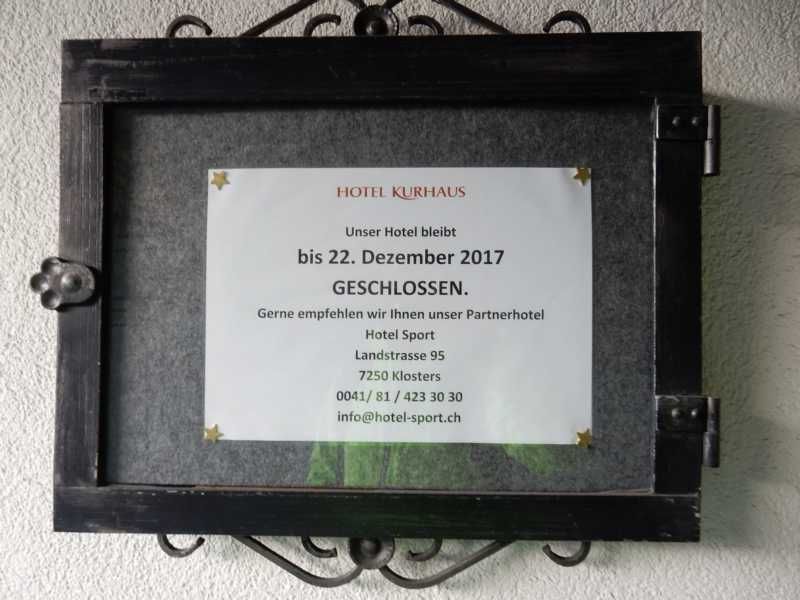 HOTEL KURHAUS
Unser Hotel bleibt
bis 22. Dezember 2017
GESCHLOSSEN.
Gerne empfehlen wir Ihnen unser Partnerhotel
Hotel Sport
Landstrasse 95
7250 Klosters
0041/ 81 / 423 30 30
info@hotel-sport.ch